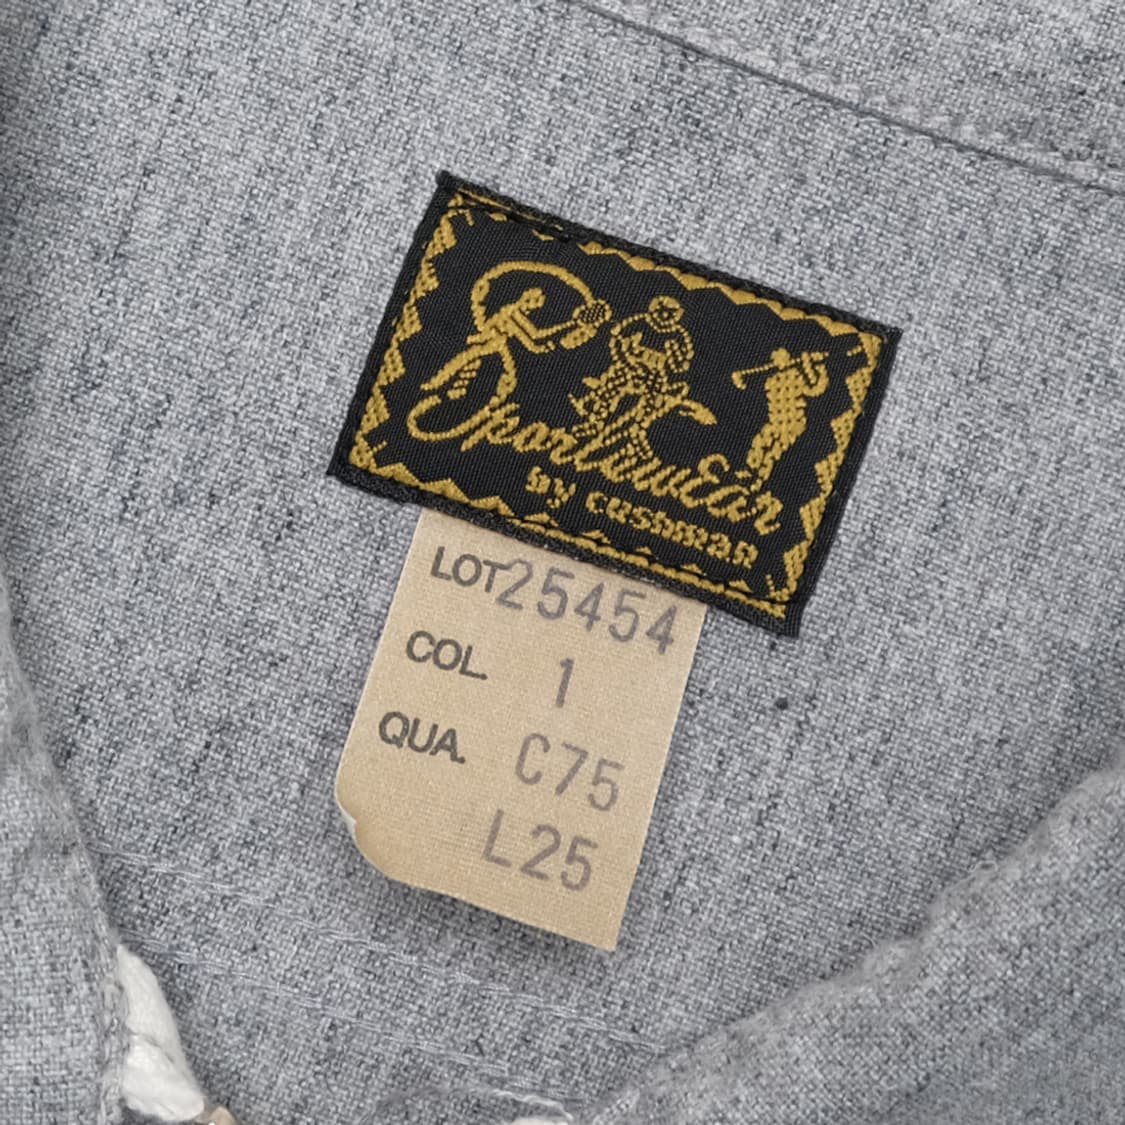 Sportswear
by cushman
LOT 25454
COL. 1
QUA. C75
L25